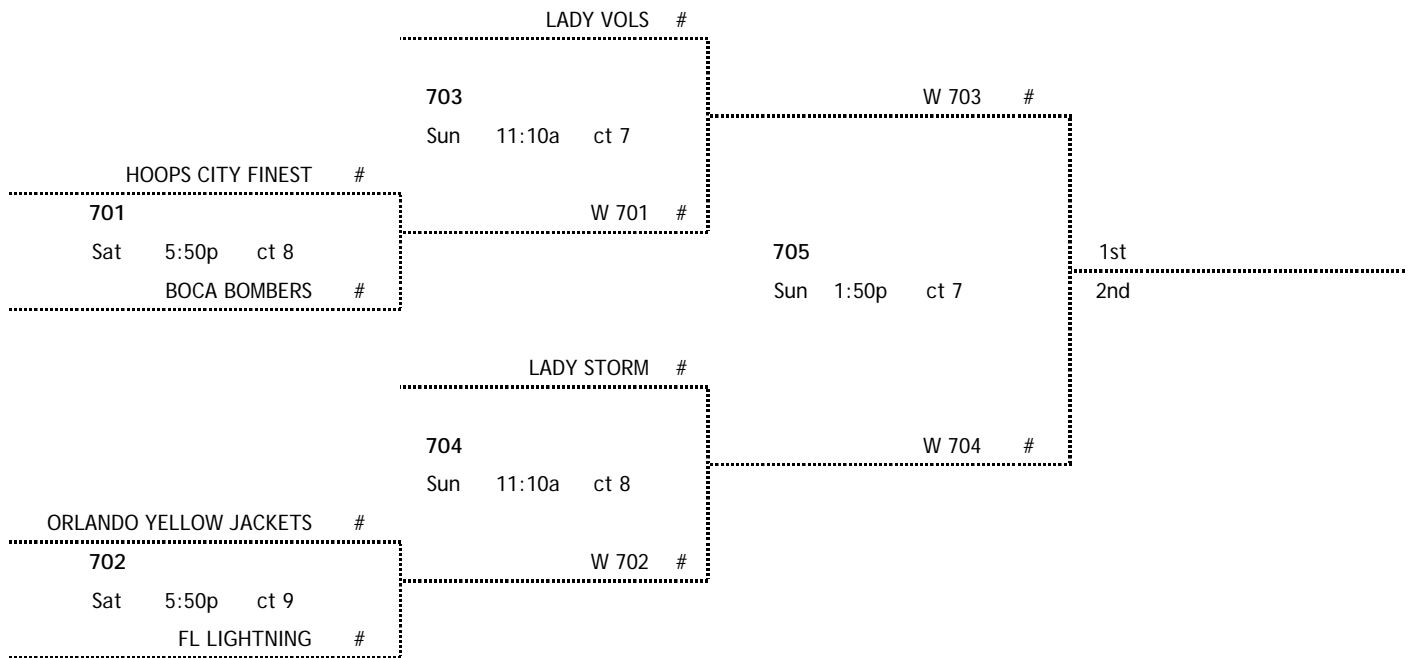 LADY VOLS #
703
W 703 #
Sun 11:10a ct 7
HOOPS CITY FINEST #
701
W 701 #
Sat 5:50p ct 8
705
1st
BOCA BOMBERS #
Sun 1:50p ct 7
2nd
LADY STORM #
704
W 704 #
Sun 11:10a ct 8
ORLANDO YELLOW JACKETS #
702
W 702 #
Sat 5:50p ct 9
FL LIGHTNING #